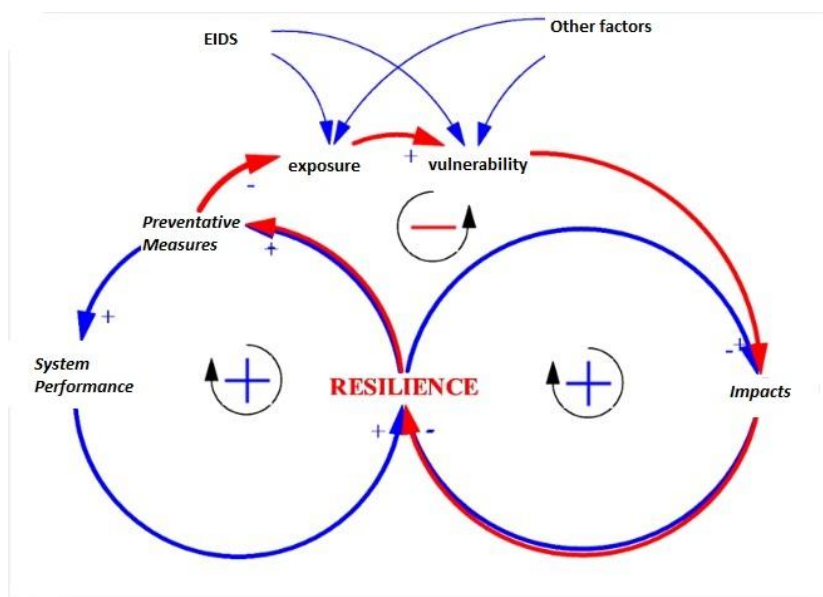 EIDS
Other factors
exposure
+
vulnerability
-
Preventative
Measures
+
+
System
Performance
+
RESILIENCE
+
-+
Impacts
+
-